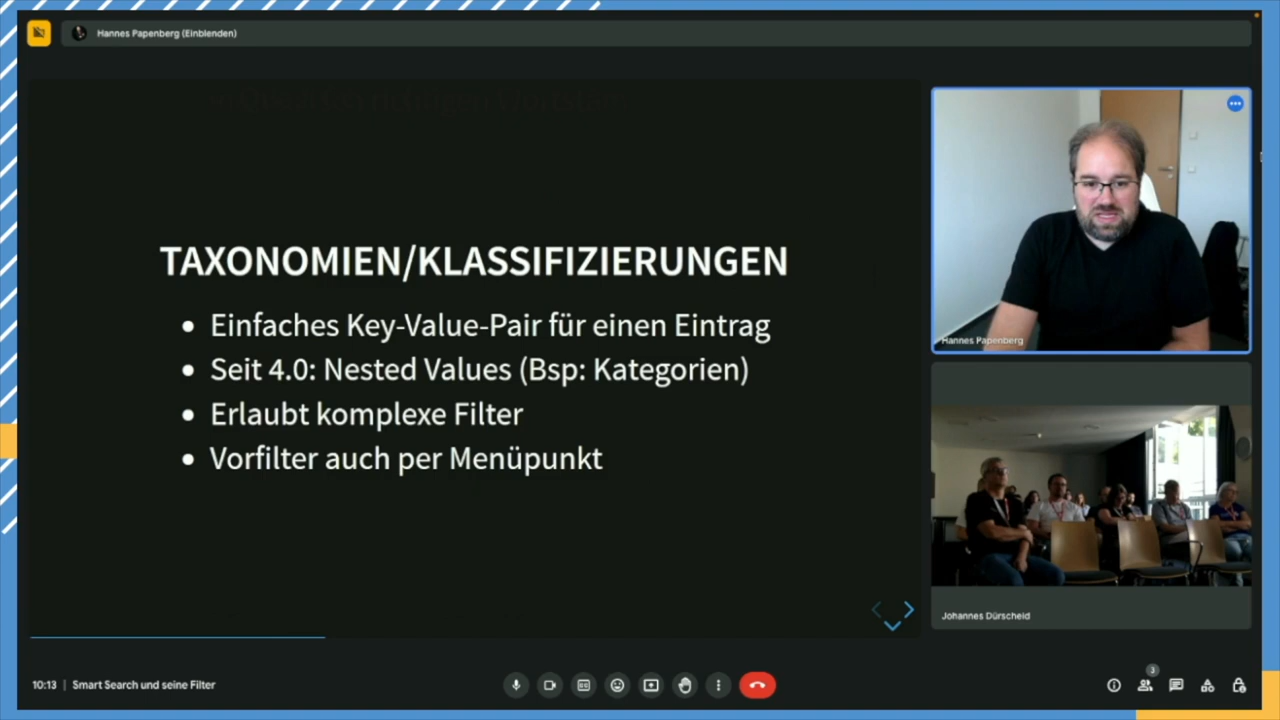 Hannes Papenberg (Einblenden)
TAXONOMIEN/KLASSIFIZIERUNGEN
• Einfaches Key-Value-Pair für einen Eintrag
• Seit 4.0: Nested Values (Bsp: Kategorien)
• Erlaubt komplexe Filter
• Vorfilter auch per Menüpunkt
Hannes Papenberg
Johannes Dürscheid
10:13 | Smart Search und seine Filter
3